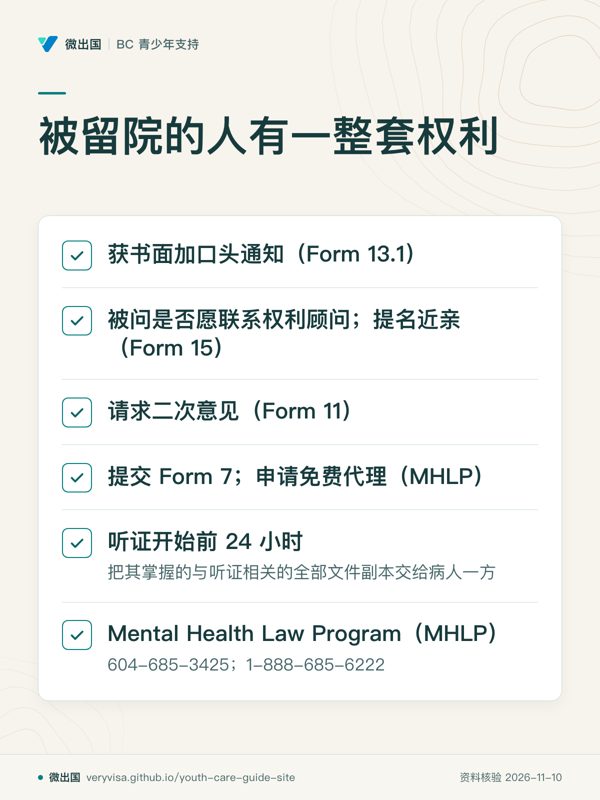 微出国 | BC 青少年支持
被留院的人有一整套权利
获书面加口头通知（Form 13.1）
被问是否愿联系权利顾问；提名近亲
（Form 15）
请求二次意见（Form 11）
提交 Form 7；申请免费代理（MHLP）
听证开始前 24 小时
把其掌握的与听证相关的全部文件副本交给病人一方
Mental Health Law Program（MHLP）
604-685-3425；1-888-685-6222
微出国 veryvisa.github.io/youth-care-guide-site
资料核验 2026-11-10